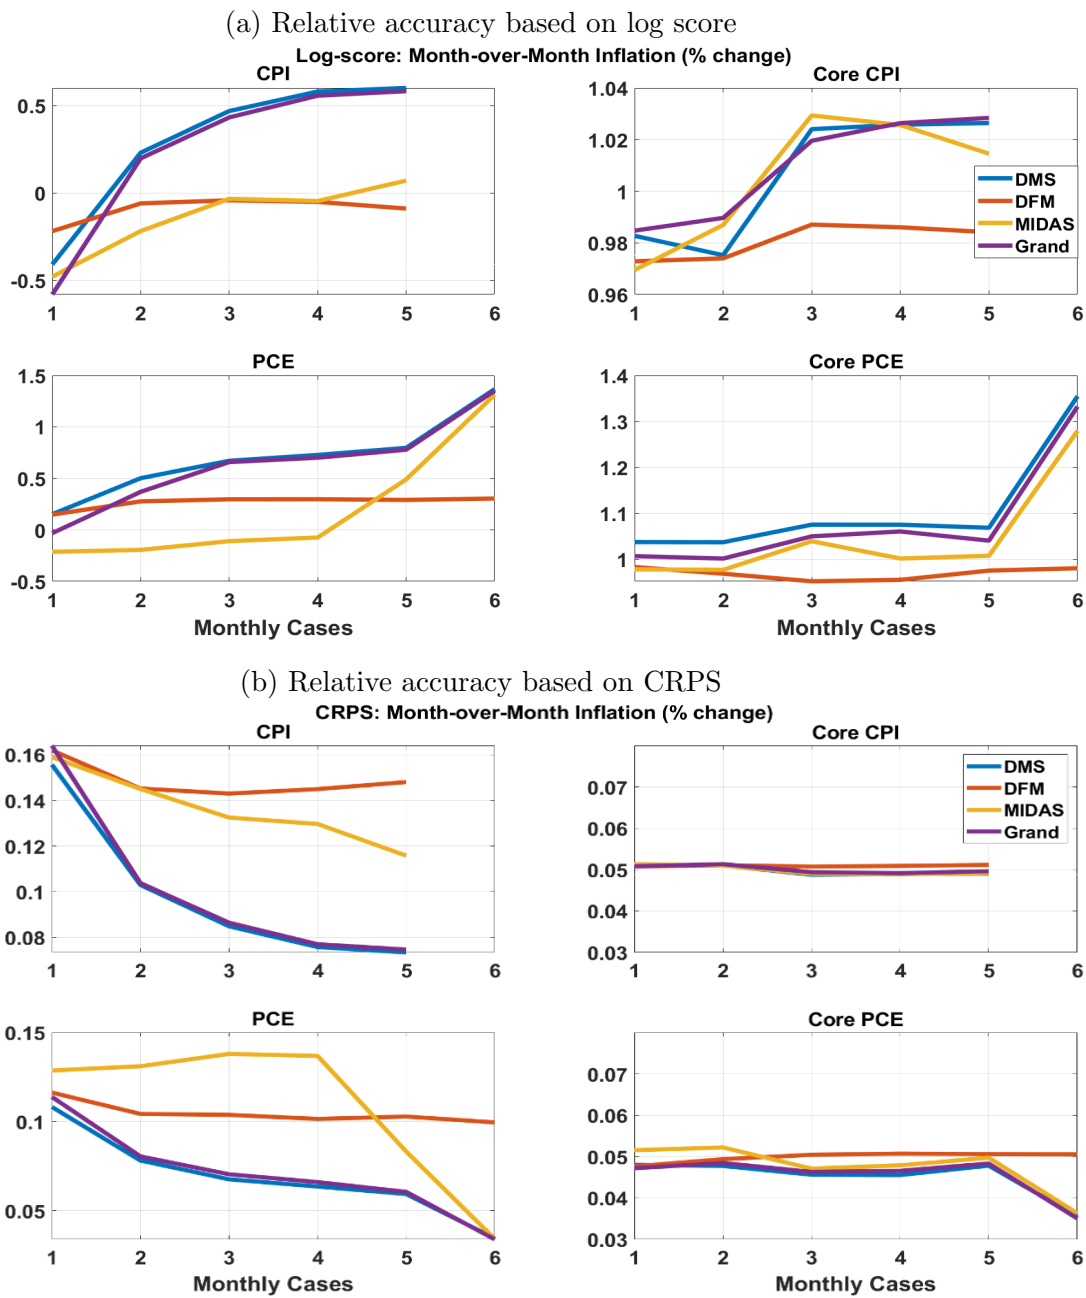 (a) Relative accuracy based on log score
Log-score: Month-over-Month Inflation (% change)
CPI
0.5
0
-0.5
1 2 3 4 5 6
Core CPI
1.04
1.02
1
0.98
0.96
1 2 3 4 5 6
DMS
DFM
MIDAS
Grand
PCE
1.5
1
0.5
0
-0.5
1 2 3 4 5 6
Monthly Cases
Core PCE
1.4
1.3
1.2
1.1
1
1 2 3 4 5 6
Monthly Cases
(b) Relative accuracy based on CRPS
CRPS: Month-over-Month Inflation (% change)
CPI
0.16
0.14
0.12
0.1
0.08
1 2 3 4 5 6
Core CPI
0.07
0.06
0.05
0.04
0.03
1 2 3 4 5 6
DMS
DFM
MIDAS
Grand
PCE
0.15
0.1
0.05
1 2 3 4 5 6
Monthly Cases
Core PCE
0.07
0.06
0.05
0.04
0.03
1 2 3 4 5 6
Monthly Cases